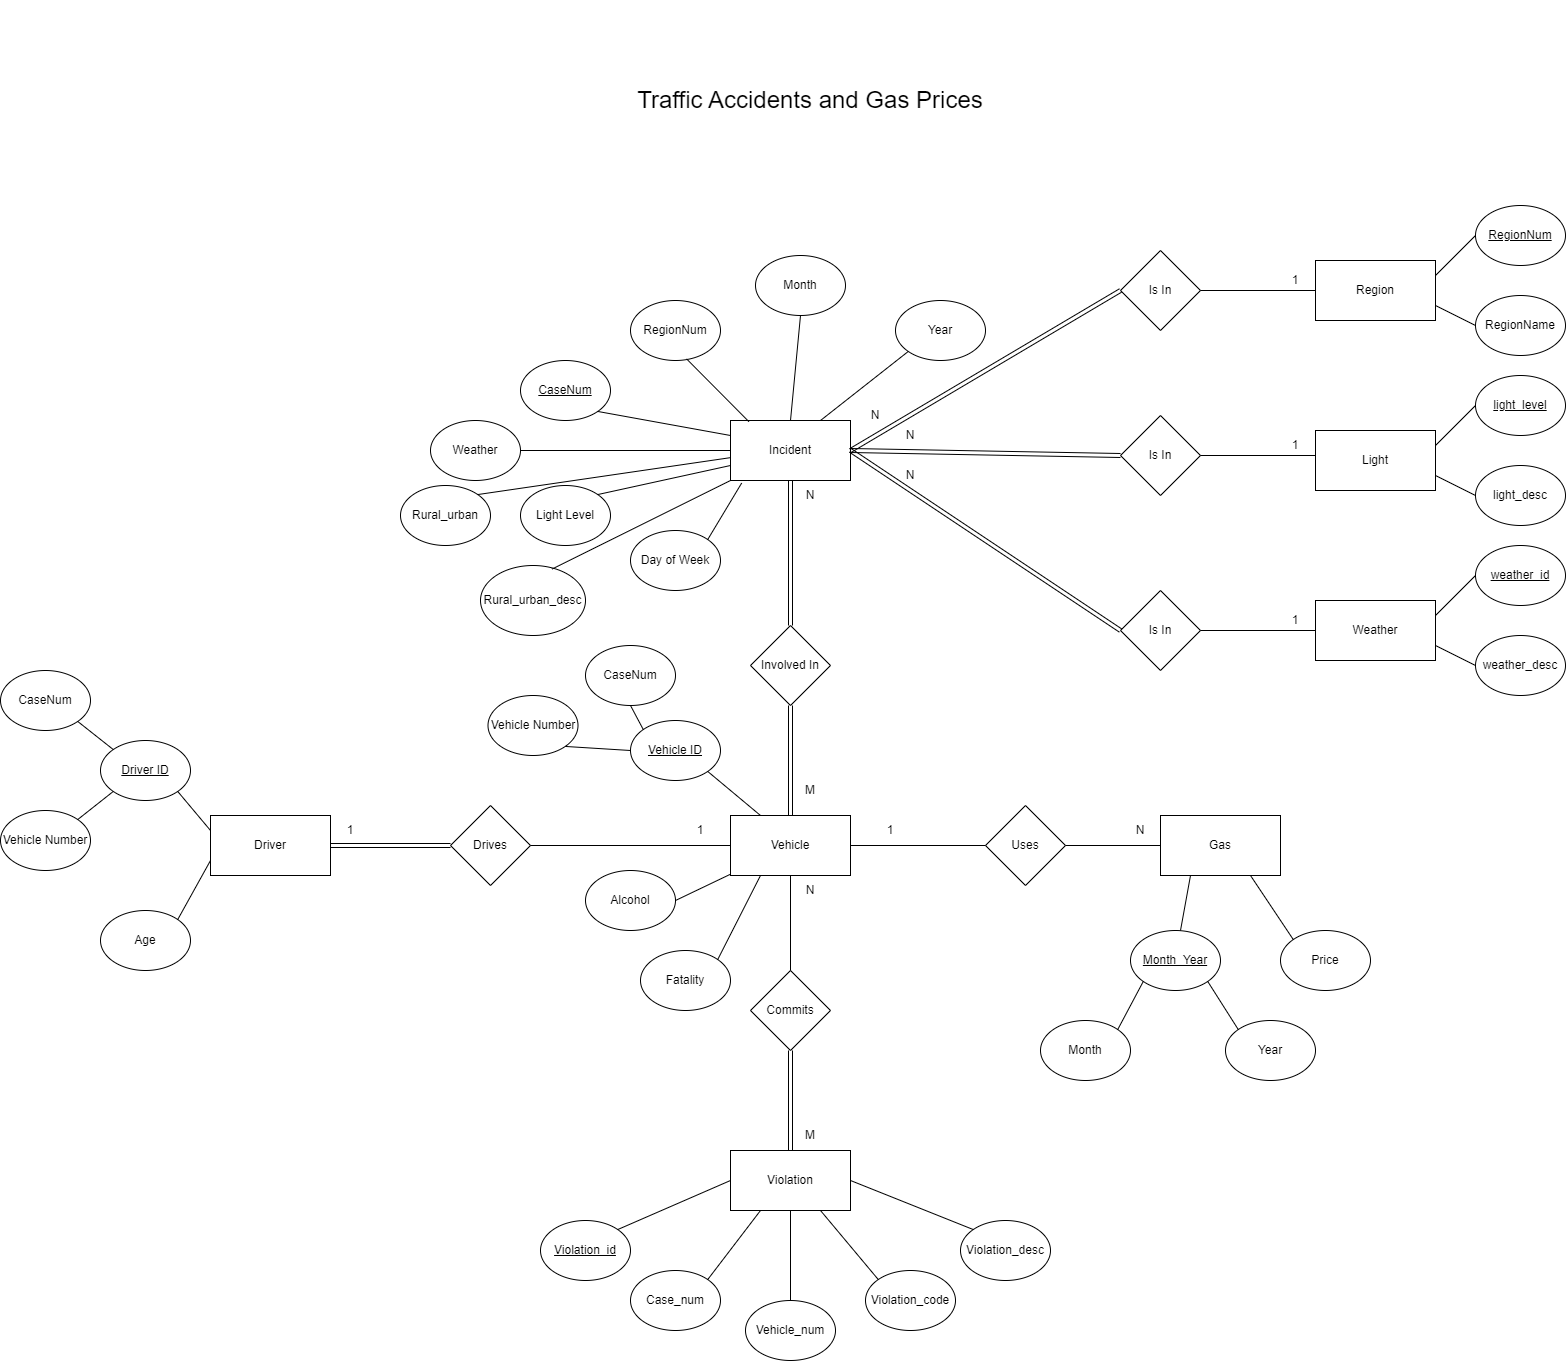 Traffic Accidents and Gas Prices
RegionNum
Month
Is In
1
Region
RegionNum
Year
RegionName
CaseNum
light_level
N
Weather
Incident
N
Is In
1
Light
N
Rural_urban
Light Level
N
light_desc
Day of Week
weather_id
Rural_urban_desc
Is In
1
Weather
Involved In
weather_desc
CaseNum
CaseNum
Vehicle Number
Vehicle ID
Driver ID
M
Vehicle Number
Driver
1
Drives
1
Vehicle
1
Uses
N
Gas
Alcohol
N
Age
Fatality
Month_Year
Price
Commits
Month
Year
M
Violation
Violation_id
Violation_desc
Case_num
Violation_code
Vehicle_num